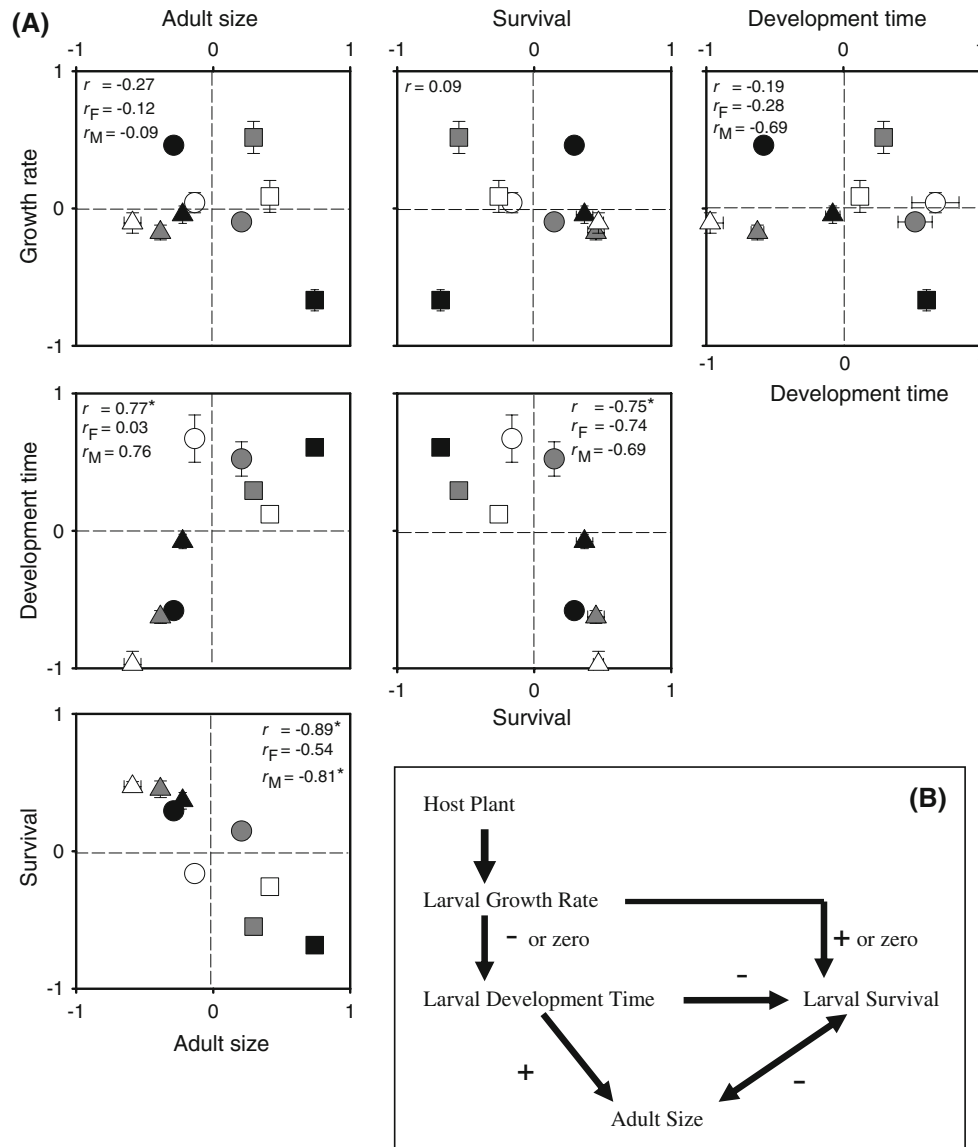 (A)
Adult size
Survival
Development time
-1 0 1
-1 0 1
-1 0 1
1
0
-1
Growth rate
r = -0.27
rF = -0.12
rM = -0.09
r = 0.09
r = -0.19
rF = -0.28
rM = -0.69
-1 0 1
Development time
1
0
-1
Development time
r = 0.77*
rF = 0.03
rM = 0.76
r = -0.75*
rF = -0.74
rM = -0.69
-1 0 1
Survival
1
0
-1
Survival
r = -0.89*
rF = -0.54
rM = -0.81*
-1 0 1
Adult size
(B)
Host Plant
Larval Growth Rate
- or zero
+ or zero
Larval Development Time
-
Larval Survival
+
-
Adult Size